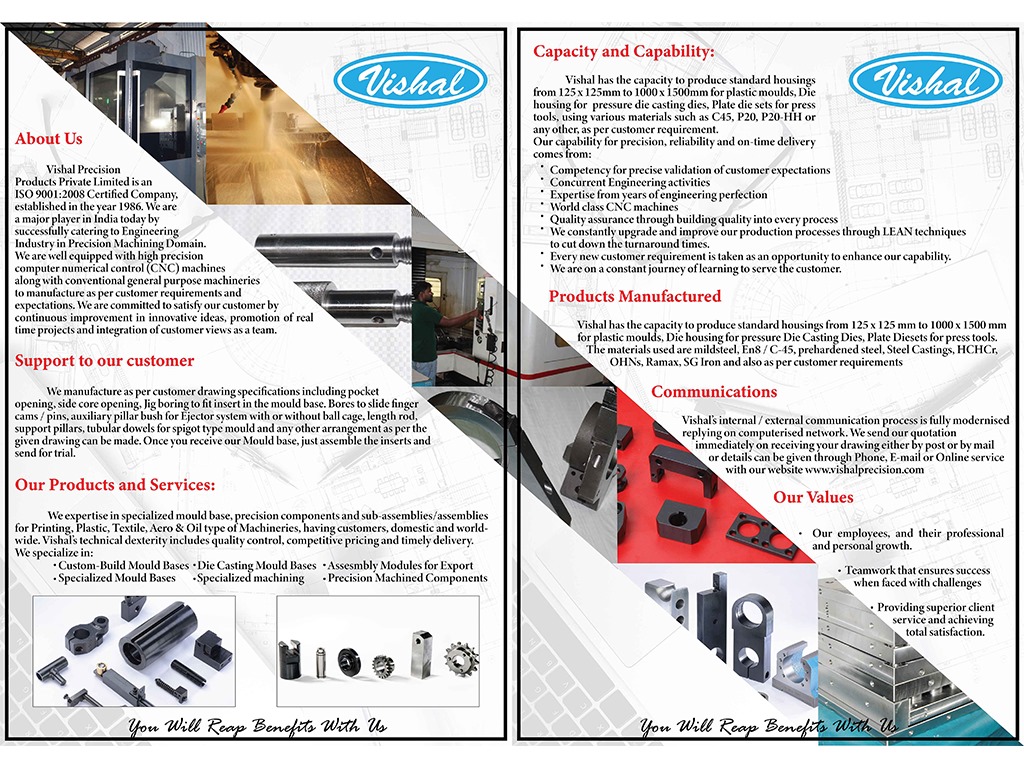 Vishal
About Us
Vishal Precision
Products Private Limited is an
ISO 9001:2008 Certified Company,
established in the year 1986. We are
a major player in India today by
successfully catering to Engineering
Industry in Precision Machining Domain.
We are well equipped with high precision
computer numerical control (CNC) machines
along with conventional general purpose machineries
to manufacture as per customer requirements and
expectations. We are committed to satisfy our customer by
continuous improvement in innovative ideas, promotion of real
time projects and integration of customer views as a team.
Support to our customer
We manufacture as per customer drawing specifications including pocket
opening, side core opening, Jig boring to fit insert in the mould base. Bores to slide finger
cams / pins, auxiliary pillar bush for Ejector system with or without ball cage, length rod,
support pillars, tubular dowels for spigot type mould and any other arrangement as per the
given drawing can be made. Once you receive our Mould base, just assemble the inserts and
send for trial.
Our Products and Services:
We expertise in specialized mould base, precision components and sub-assemblies/assemblies
for Printing, Plastic, Textile, Aero & Oil type of Machineries, having customers, domestic and world-
wide. Vishal's technical dexterity includes quality control, competitive pricing and timely delivery.
We specialize in:
• Custom-Build Mould Bases • Die Casting Mould Bases • Assesmbly Modules for Export
• Specialized Mould Bases • Specialized machining • Precision Machined Components
You Will Reap Benefits With Us
Vishal
Capacity and Capability:
Vishal has the capacity to produce standard housings
from 125 x 125mm to 1000 x 1500mm for plastic moulds, Die
housing for pressure die casting dies, Plate die sets for press
tools, using various materials such as C45, P20, P20-HH or
any other, as per customer requirement.
Our capability for precision, reliability and on-time delivery
comes from:
• Competency for precise validation of customer expectations
• Concurrent Engineering activities
• Expertise from years of engineering perfection
• World class CNC machines
• Quality assurance through building quality into every process
• We constantly upgrade and improve our production processes through LEAN techniques
to cut down the turnaround times.
• Every new customer requirement is taken as an opportunity to enhance our capability.
• We are on a constant journey of learning to serve the customer.
Products Manufactured
Vishal has the capacity to produce standard housings from 125 x 125 mm to 1000 x 1500 mm
for plastic moulds, Die housing for pressure Die Casting Dies, Plate Diesets for press tools.
The materials used are mildsteel, En8 / C-45, prehardened steel, Steel Castings, HCHCr,
OHNs, Ramax, SG Iron and also as per customer requirements
Communications
Vishal's internal / external communication process is fully modernised
replying on computerised network. We send our quotation
immediately on receiving your drawing either by post or by mail
or details can be given through Phone, E-mail or Online service
with our website www.vishalprecision.com
Our Values
• Our employees, and their professional
and personal growth.
• Teamwork that ensures success
when faced with challenges
• Providing superior client
service and achieving
total satisfaction.
You Will Reap Benefits With Us